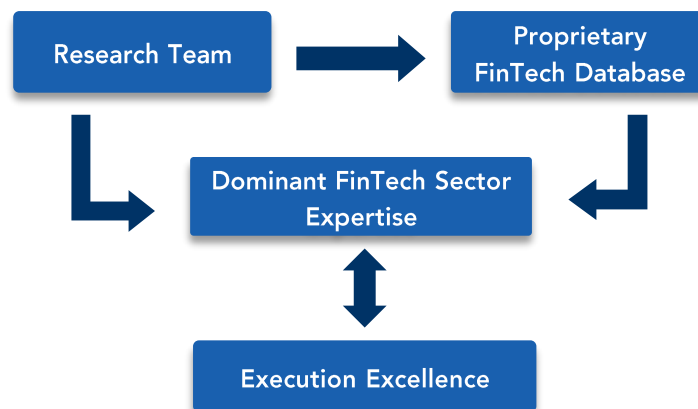 Research Team
Proprietary
FinTech Database
Dominant FinTech Sector
Expertise
Execution Excellence